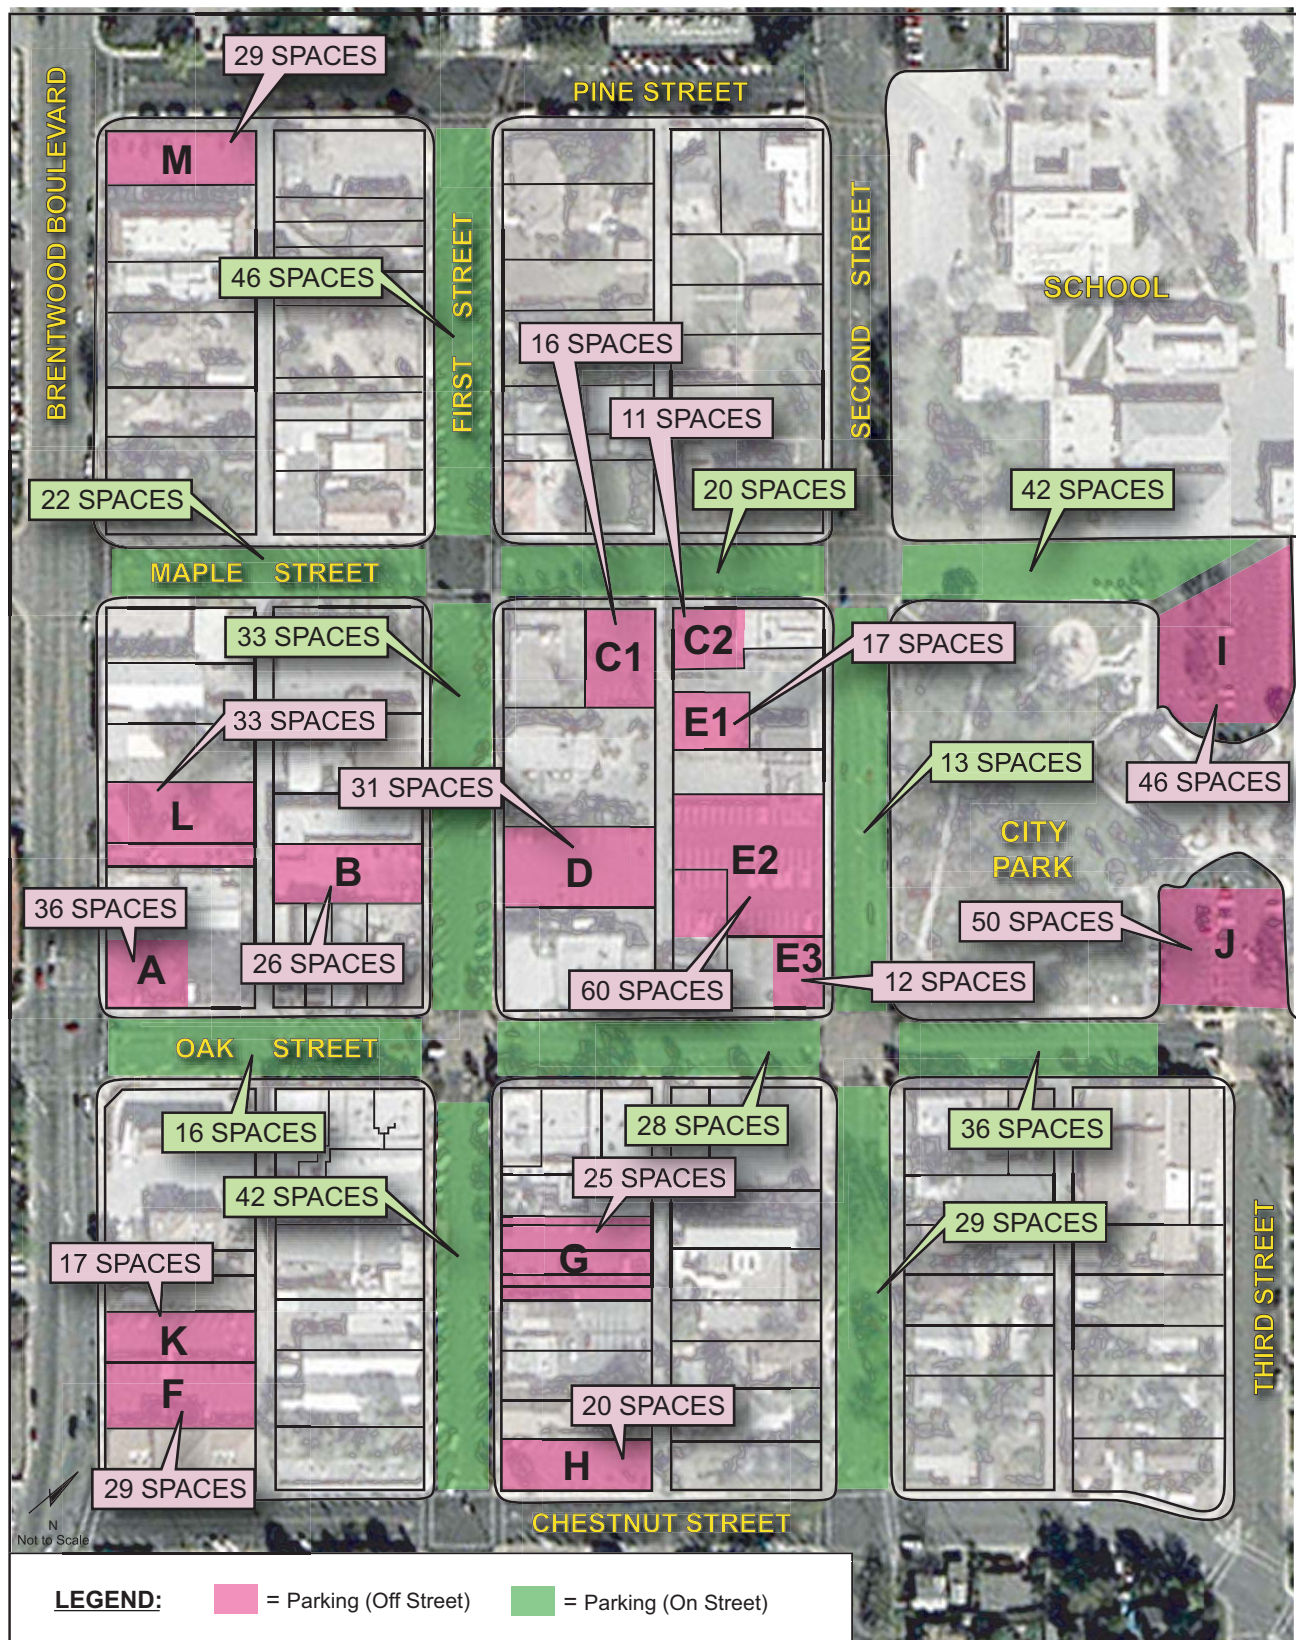 29 SPACES
PINE STREET
BRENTWOOD BOULEVARD
M
FIRST STREET
SECOND STREET
46 SPACES
SCHOOL
16 SPACES
11 SPACES
22 SPACES
20 SPACES
42 SPACES
MAPLE STREET
33 SPACES
C1
C2
17 SPACES
I
33 SPACES
E1
13 SPACES
31 SPACES
46 SPACES
L
CITY
PARK
B
D
E2
36 SPACES
50 SPACES
J
A
26 SPACES
60 SPACES
E3
12 SPACES
OAK STREET
16 SPACES
28 SPACES
36 SPACES
25 SPACES
42 SPACES
29 SPACES
17 SPACES
G
THIRD STREET
K
F
20 SPACES
H
29 SPACES
N
Not to Scale
CHESTNUT STREET
LEGEND:
= Parking (Off Street)
= Parking (On Street)